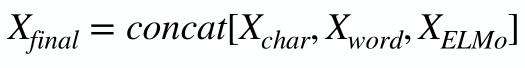 X_final = concat[X_char, X_word, X_ELMo]